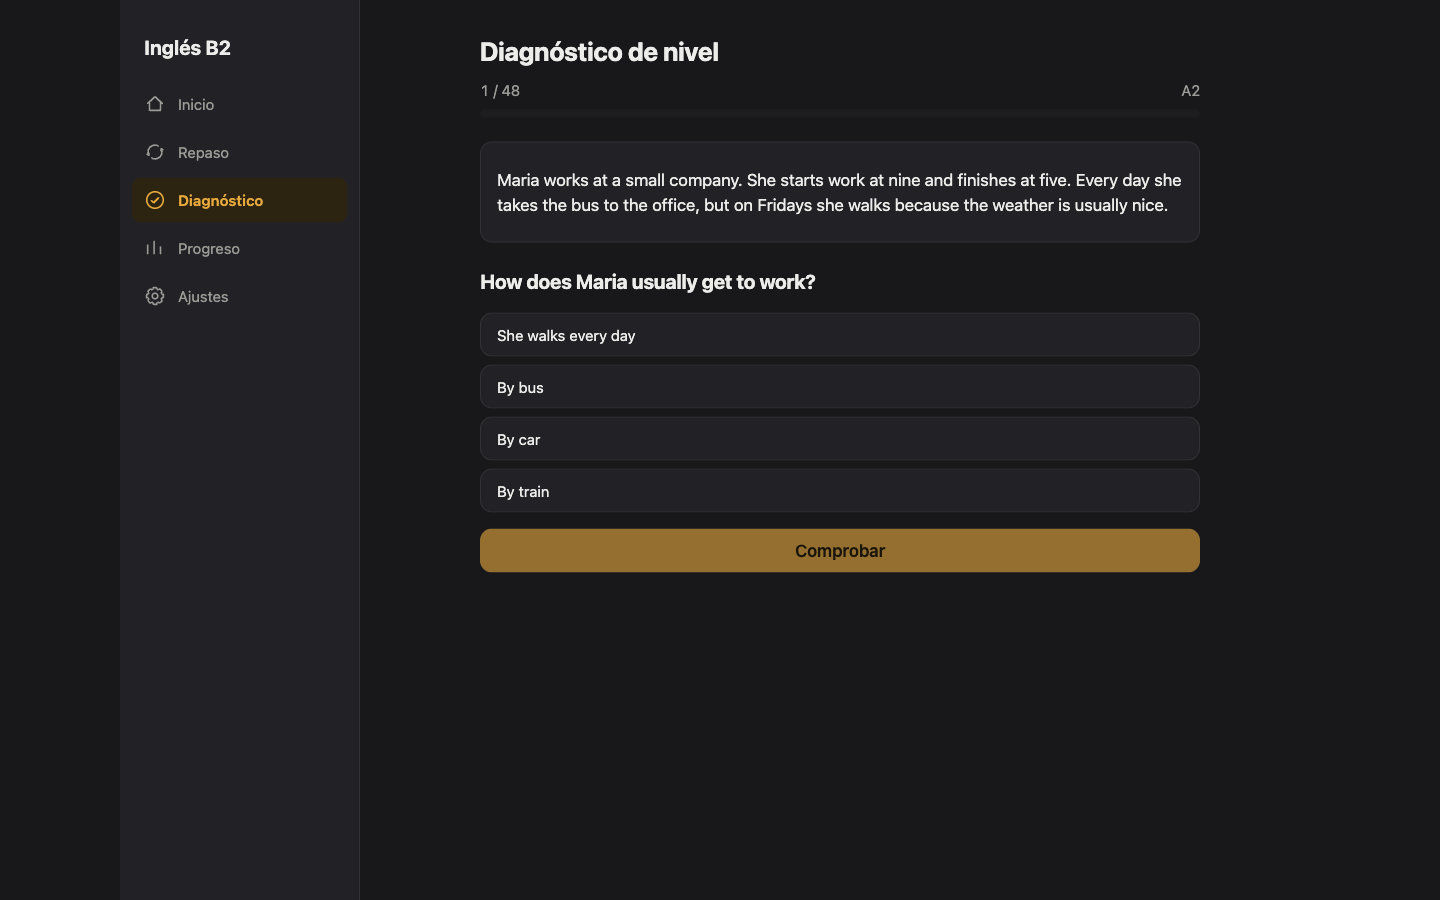 Inglés B2
Inicio
Repaso
Diagnóstico
Progreso
Ajustes
Diagnóstico de nivel
1 / 48
A2
Maria works at a small company. She starts work at nine and finishes at five. Every day she
takes the bus to the office, but on Fridays she walks because the weather is usually nice.
How does Maria usually get to work?
She walks every day
By bus
By car
By train
Comprobar